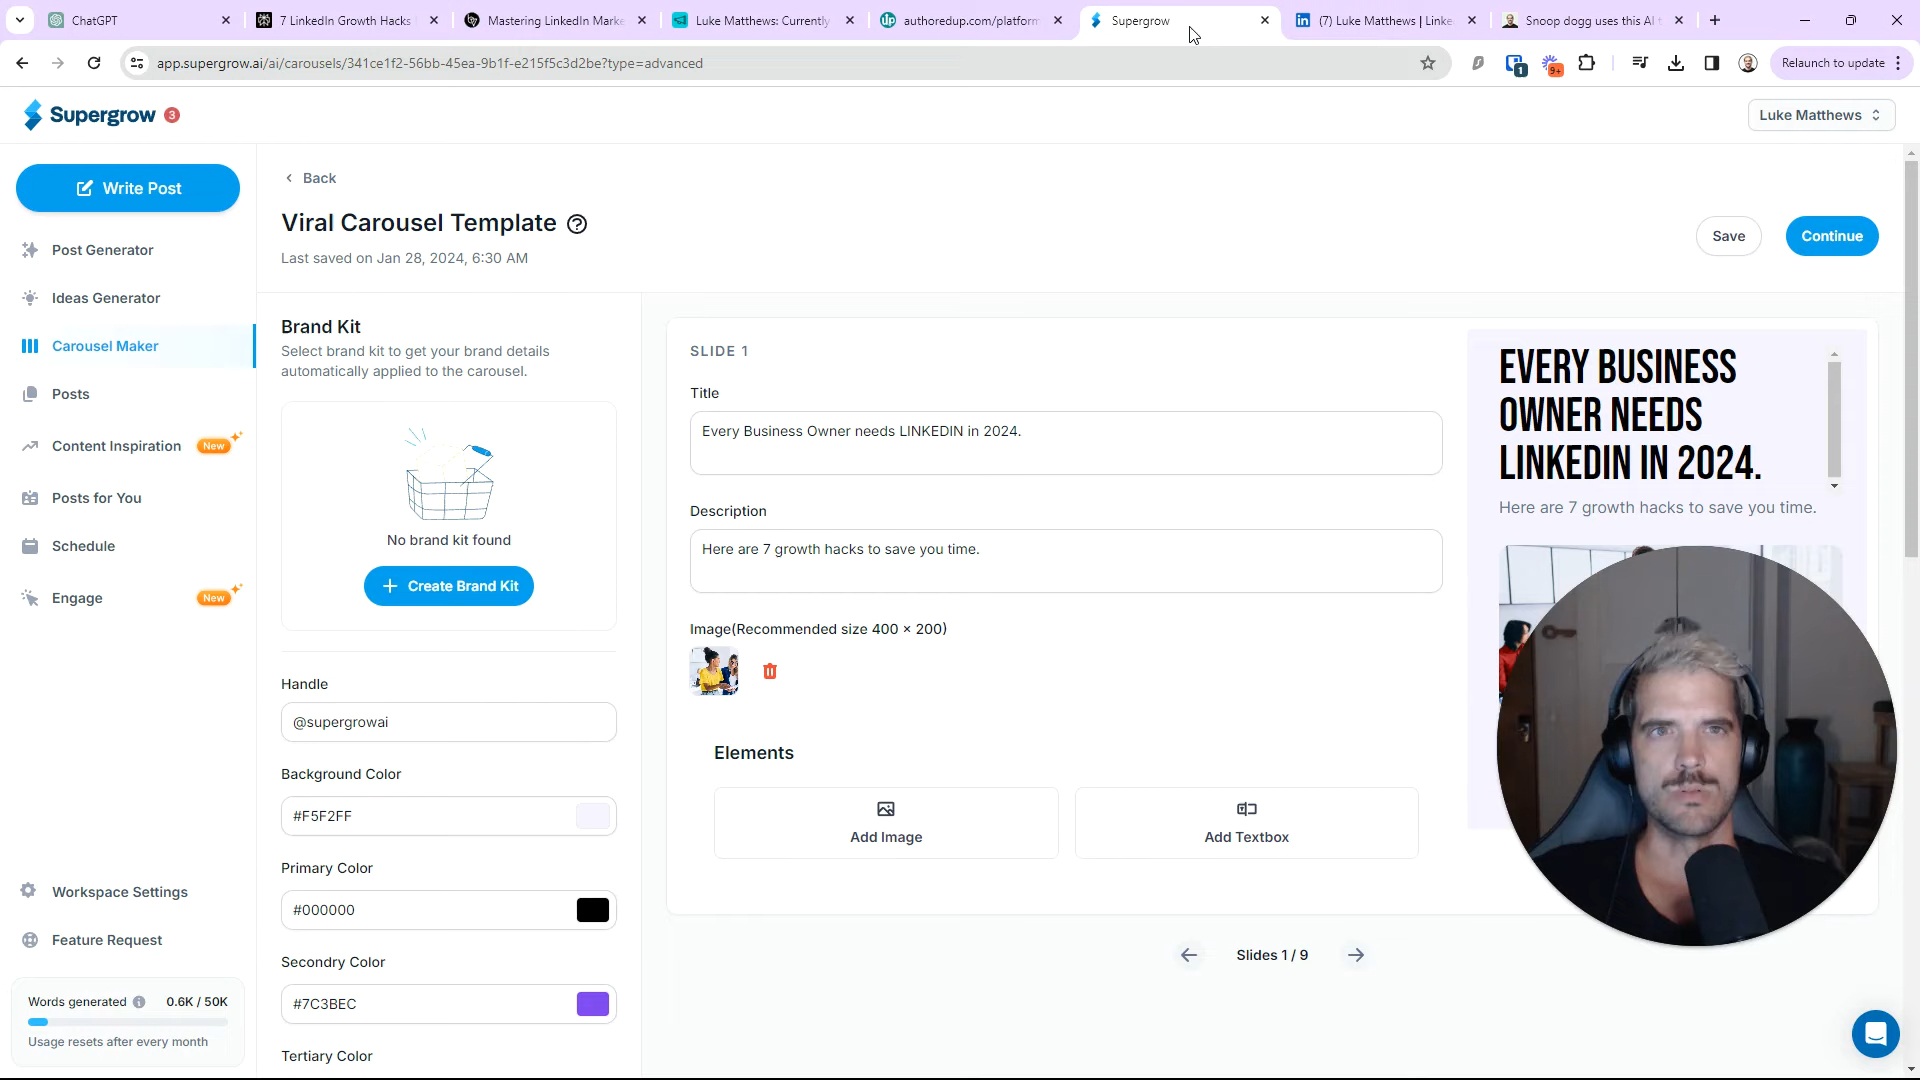 ChatGPT
7 LinkedIn Growth Hacks
Mastering LinkedIn Marke
Luke Matthews: Currently
authoredup.com/platform
Supergrow
(7) Luke Matthews | Linke
Snoop dogg uses this AI t
app.supergrow.ai/ai/carousels/341ce1f2-56bb-45ea-9b1f-e215f5c3d2be?type=advanced
1
9+
Relaunch to update
Supergrow 3
Luke Matthews
Write Post
Post Generator
Ideas Generator
Carousel Maker
Posts
Content Inspiration New
Posts for You
Schedule
Engage New
Workspace Settings
Feature Request
Words generated 0.6K / 50K
Usage resets after every month
Back
Viral Carousel Template
Last saved on Jan 28, 2024, 6:30 AM
Save
Continue
Brand Kit
Select brand kit to get your brand details
automatically applied to the carousel.
No brand kit found
Create Brand Kit
Handle
@supergrowai
Background Color
#F5F2FF
Primary Color
#000000
Secondry Color
#7C3BEC
Tertiary Color
SLIDE 1
Title
Every Business Owner needs LINKEDIN in 2024.
Description
Here are 7 growth hacks to save you time.
Image(Recommended size 400 × 200)
Elements
Add Image
Add Textbox
EVERY BUSINESS
OWNER NEEDS
LINKEDIN IN 2024.
Here are 7 growth hacks to save you time.
Slides 1 / 9